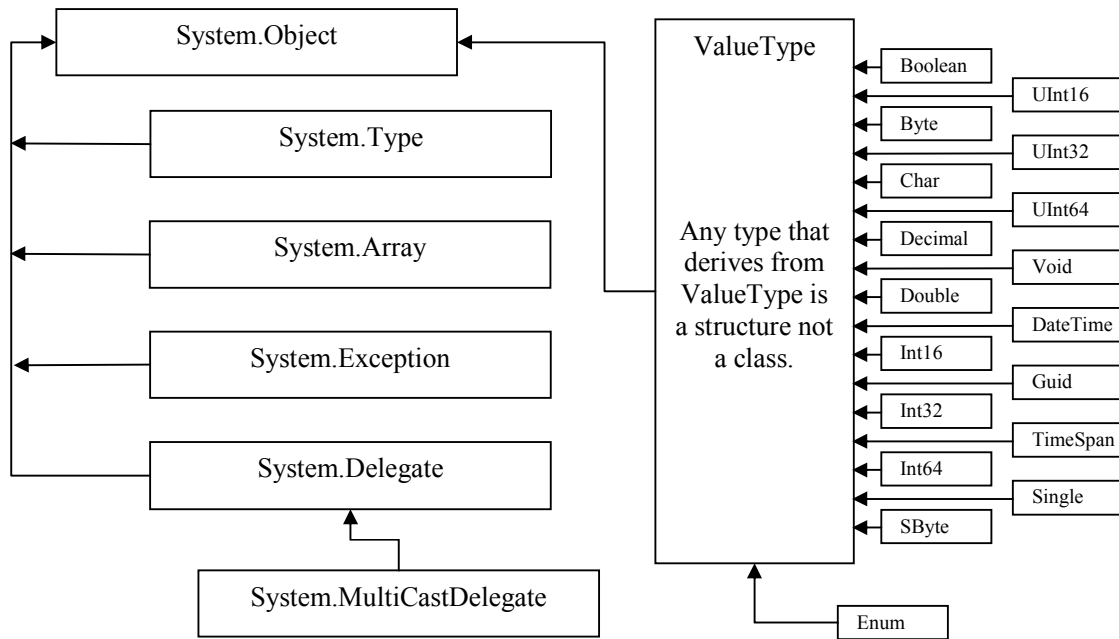 System.Object
System.Type
System.Array
System.Exception
System.Delegate
System.MultiCastDelegate
ValueType
Any type that
derives from
ValueType is
a structure not
a class.
Boolean
UInt16
Byte
UInt32
Char
UInt64
Decimal
Void
Double
DateTime
Int16
Guid
Int32
TimeSpan
Int64
Single
SByte
Enum